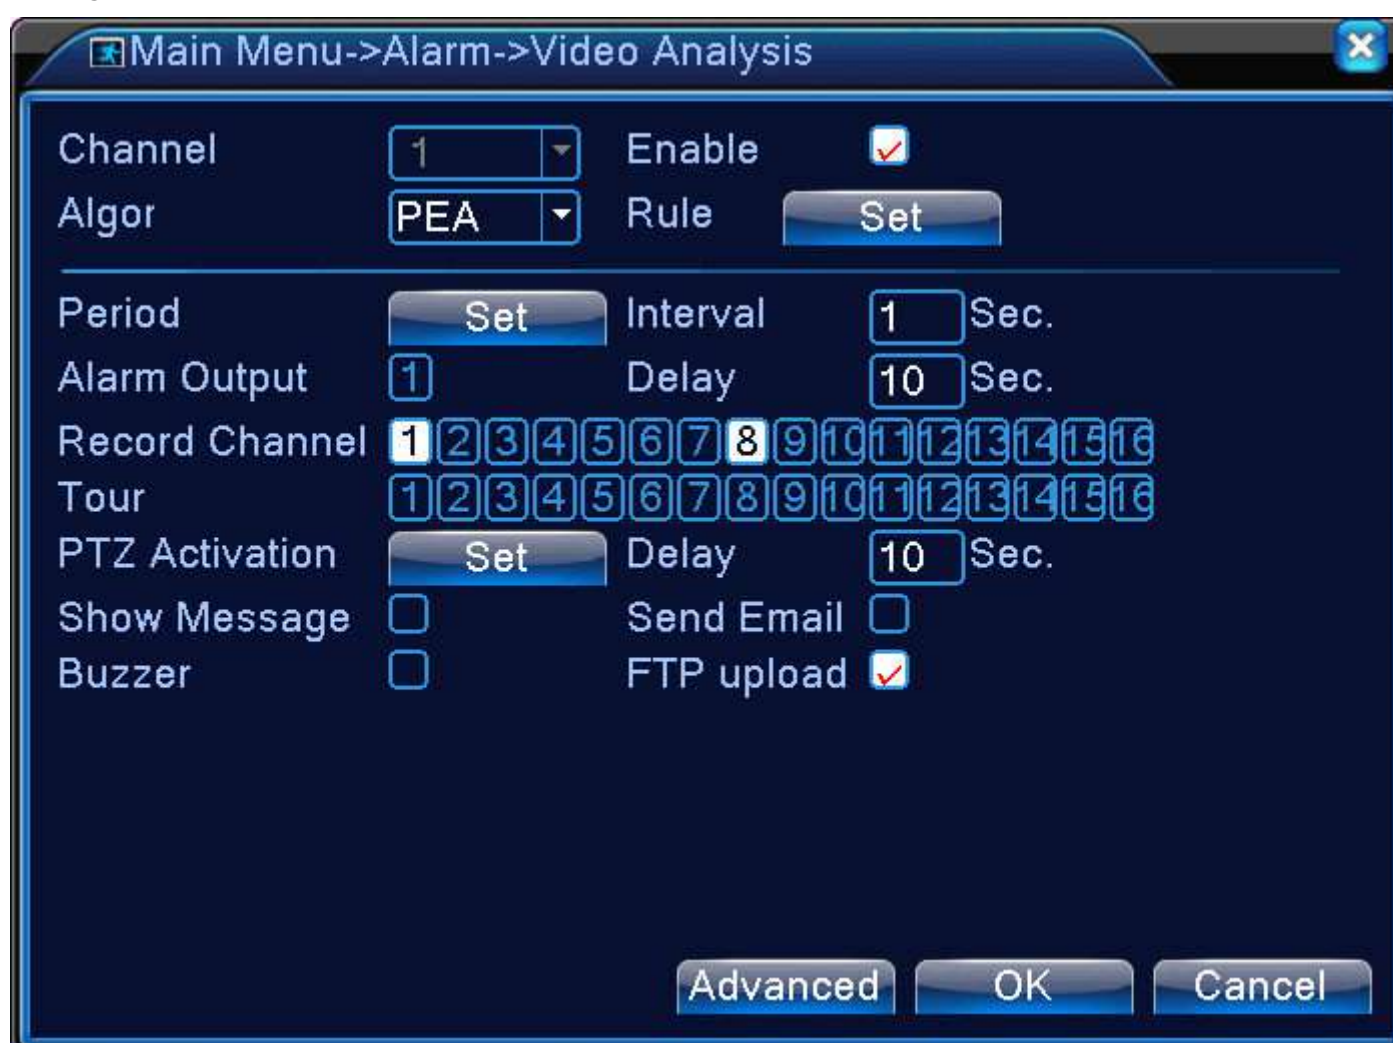 Main Menu->Alarm->Video Analysis
Channel 1 Enable
Algor PEA Rule Set
Period Set Interval 1 Sec.
Alarm Output 1 Delay 10 Sec.
Record Channel 1 2 3 4 5 6 7 8 9 10 11 12 13 14 15 16
Tour 1 2 3 4 5 6 7 8 9 10 11 12 13 14 15 16
PTZ Activation Set Delay 10 Sec.
Show Message Send Email
Buzzer FTP upload
Advanced OK Cancel